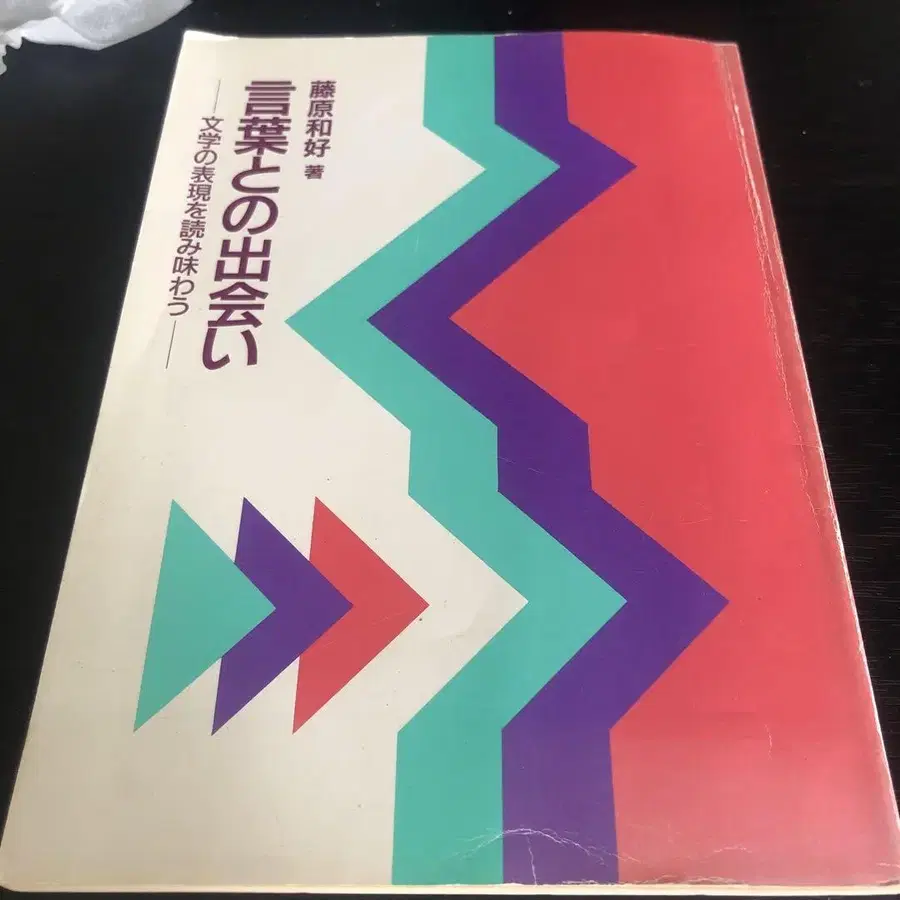 藤原和好 著
言葉との出会い
──文学の表現を読み味わう──